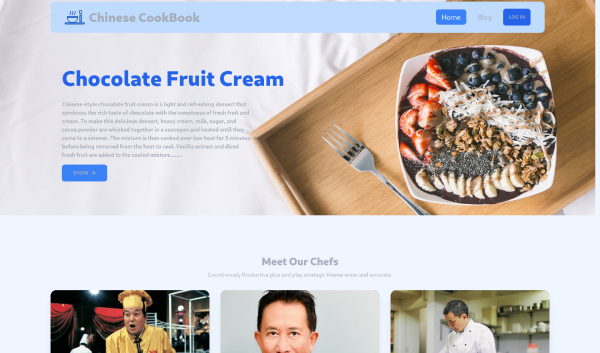 Chinese CookBook
Home
Blog
LOG IN
Chocolate Fruit Cream
Chinese-style chocolate fruit cream is a light and refreshing dessert that
combines the rich taste of chocolate with the sweetness of fresh fruit and
cream. To make this delicious dessert, heavy cream, milk, sugar, and
cocoa powder are whisked together in a saucepan and heated until they
come to a simmer. The mixture is then cooked over low heat for 5 minutes
before being removed from the heat to cool. Vanilla extract and diced
fresh fruit are added to the cooled mixture.......
SHOW →
Meet Our Chefs
Countinously Productive plus and play strategic theme areas and accurate.